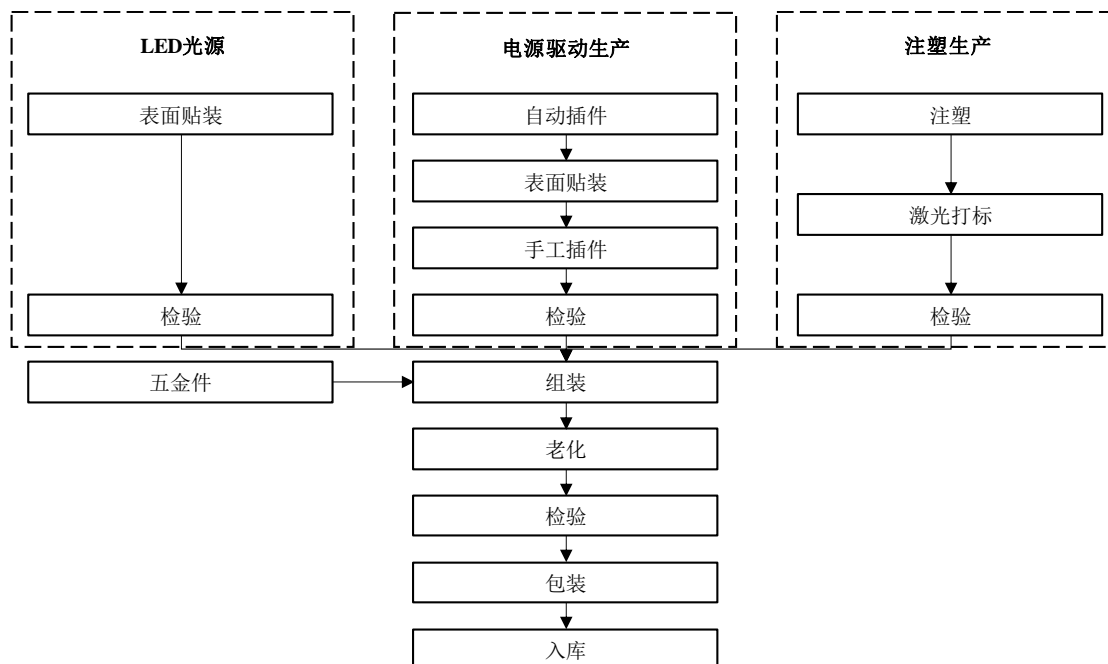 LED光源
表面贴装
检验
电源驱动生产
自动插件
表面贴装
手工插件
检验
注塑生产
注塑
激光打标
检验
五金件
组装
老化
检验
包装
入库